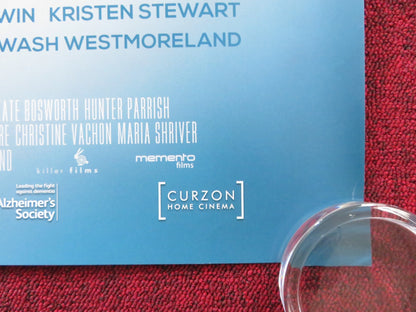 WIN KRISTEN STEWART
WASH WESTMORELAND
ATE BOSWORTH HUNTER PARRISH
RE CHRISTINE VACHON MARIA SHRIVER
ND
killer films
memento
films
Leading the fight
against dementia
Alzheimer's
Society
CURZON
HOME CINEMA